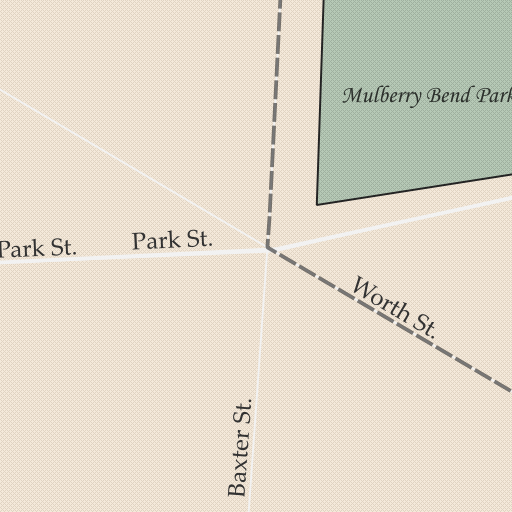 Mulberry Bend Park
Park St.
Park St.
Worth St.
Baxter St.